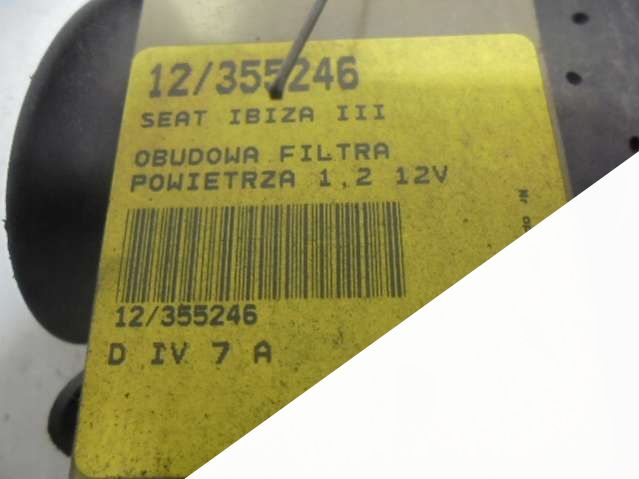 12/355246
SEAT IBIZA III
OBUDOWA FILTRA
POWIETRZA 1,2 12V
12/355246
D IV 7 A